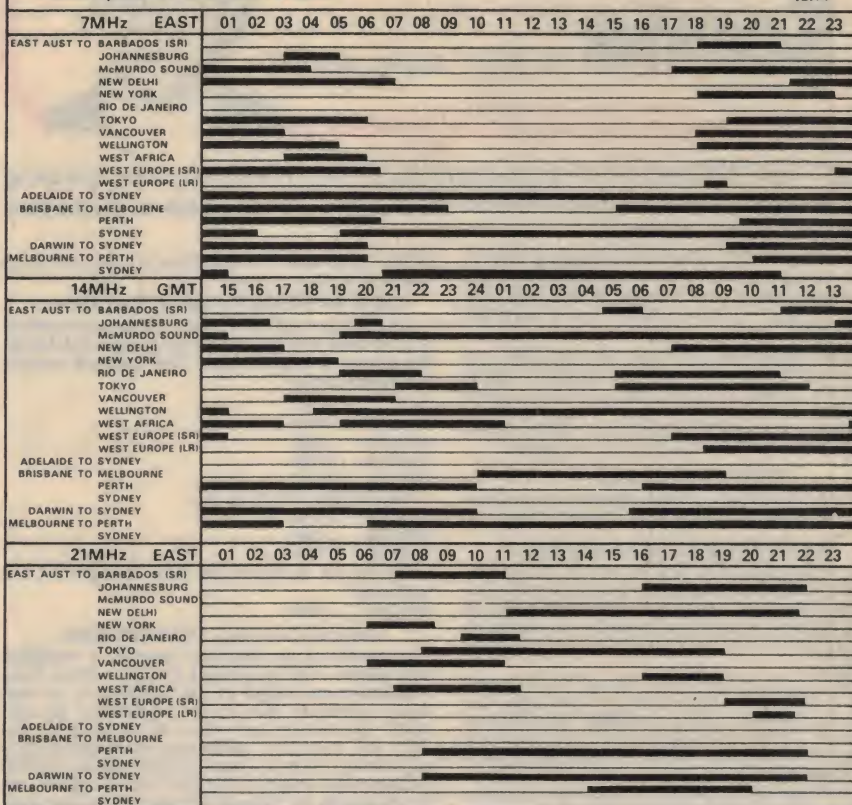 7MHz EAST 01 02 03 04 05 06 07 08 09 10 11 12 13 14 15 16 17 18 19 20 21 22 23
EAST AUST TO BARBADOS (SR)
JOHANNESBURG
McMURDO SOUND
NEW DELHI
NEW YORK
RIO DE JANEIRO
TOKYO
VANCOUVER
WELLINGTON
WEST AFRICA
WEST EUROPE (SR)
WEST EUROPE (LR)
ADELAIDE TO SYDNEY
BRISBANE TO MELBOURNE
PERTH
SYDNEY
DARWIN TO SYDNEY
MELBOURNE TO PERTH
SYDNEY
14MHz GMT 15 16 17 18 19 20 21 22 23 24 01 02 03 04 05 06 07 08 09 10 11 12 13
EAST AUST TO BARBADOS (SR)
JOHANNESBURG
McMURDO SOUND
NEW DELHI
NEW YORK
RIO DE JANEIRO
TOKYO
VANCOUVER
WELLINGTON
WEST AFRICA
WEST EUROPE (SR)
WEST EUROPE (LR)
ADELAIDE TO SYDNEY
BRISBANE TO MELBOURNE
PERTH
SYDNEY
DARWIN TO SYDNEY
MELBOURNE TO PERTH
SYDNEY
21MHz EAST 01 02 03 04 05 06 07 08 09 10 11 12 13 14 15 16 17 18 19 20 21 22 23
EAST AUST TO BARBADOS (SR)
JOHANNESBURG
McMURDO SOUND
NEW DELHI
NEW YORK
RIO DE JANEIRO
TOKYO
VANCOUVER
WELLINGTON
WEST AFRICA
WEST EUROPE (SR)
WEST EUROPE (LR)
ADELAIDE TO SYDNEY
BRISBANE TO MELBOURNE
PERTH
SYDNEY
DARWIN TO SYDNEY
MELBOURNE TO PERTH
SYDNEY